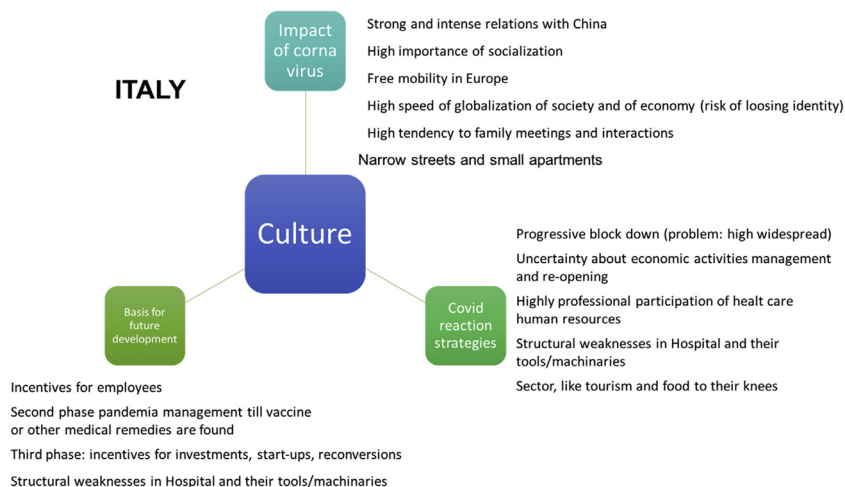 ITALY
Impact
of corna
virus
Strong and intense relations with China
High importance of socialization
Free mobility in Europe
High speed of globalization of society and of economy (risk of loosing identity)
High tendency to family meetings and interactions
Narrow streets and small apartments
Culture
Covid
reaction
strategies
Progressive block down (problem: high widespread)
Uncertainty about economic activities management
and re-opening
Highly professional participation of healt care
human resources
Structural weaknesses in Hospital and their
tools/machinaries
Sector, like tourism and food to their knees
Basis for
future
development
Incentives for employees
Second phase pandemia management till vaccine
or other medical remedies are found
Third phase: incentives for investments, start-ups, reconversions
Structural weaknesses in Hospital and their tools/machinaries